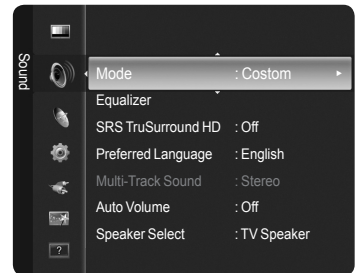 Sound
Mode : Costom
Equalizer
SRS TruSurround HD : Off
Preferred Language : English
Multi-Track Sound : Stereo
Auto Volume : Off
Speaker Select : TV Speaker
?